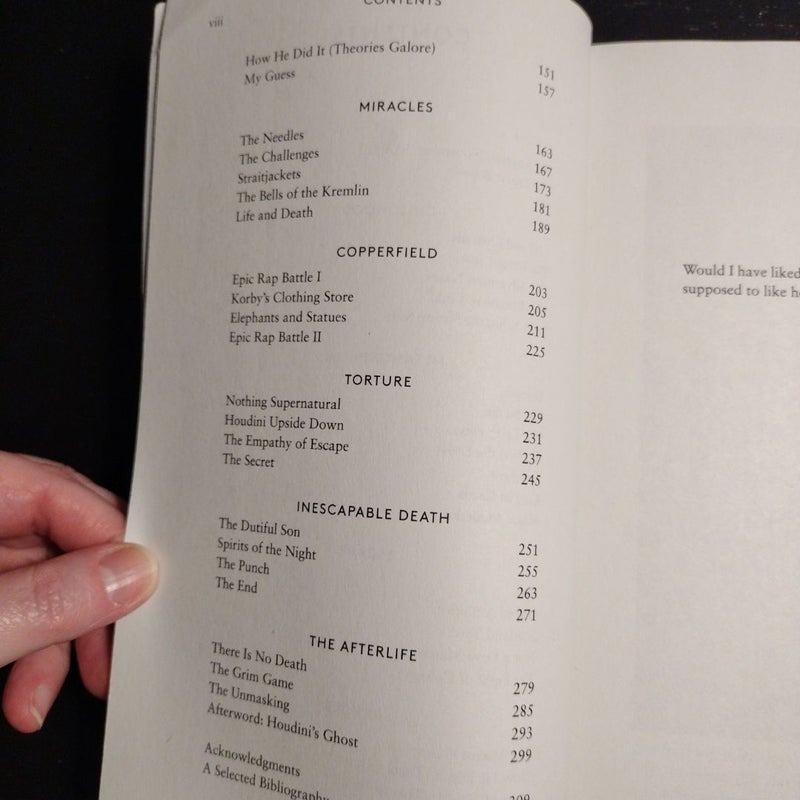 CONTENTS
viii
How He Did It (Theories Galore) 151
My Guess 157
MIRACLES
The Needles 163
The Challenges 167
Straitjackets 173
The Bells of the Kremlin 181
Life and Death 189
COPPERFIELD
Epic Rap Battle I 203
Korby's Clothing Store 205
Elephants and Statues 211
Epic Rap Battle II 225
TORTURE
Nothing Supernatural 229
Houdini Upside Down 231
The Empathy of Escape 237
The Secret 245
INESCAPABLE DEATH
The Dutiful Son 251
Spirits of the Night 255
The Punch 263
The End 271
THE AFTERLIFE
There Is No Death 279
The Grim Game 285
The Unmasking 293
Afterword: Houdini's Ghost 299
Acknowledgments
A Selected Bibliography
Would I have liked
supposed to like